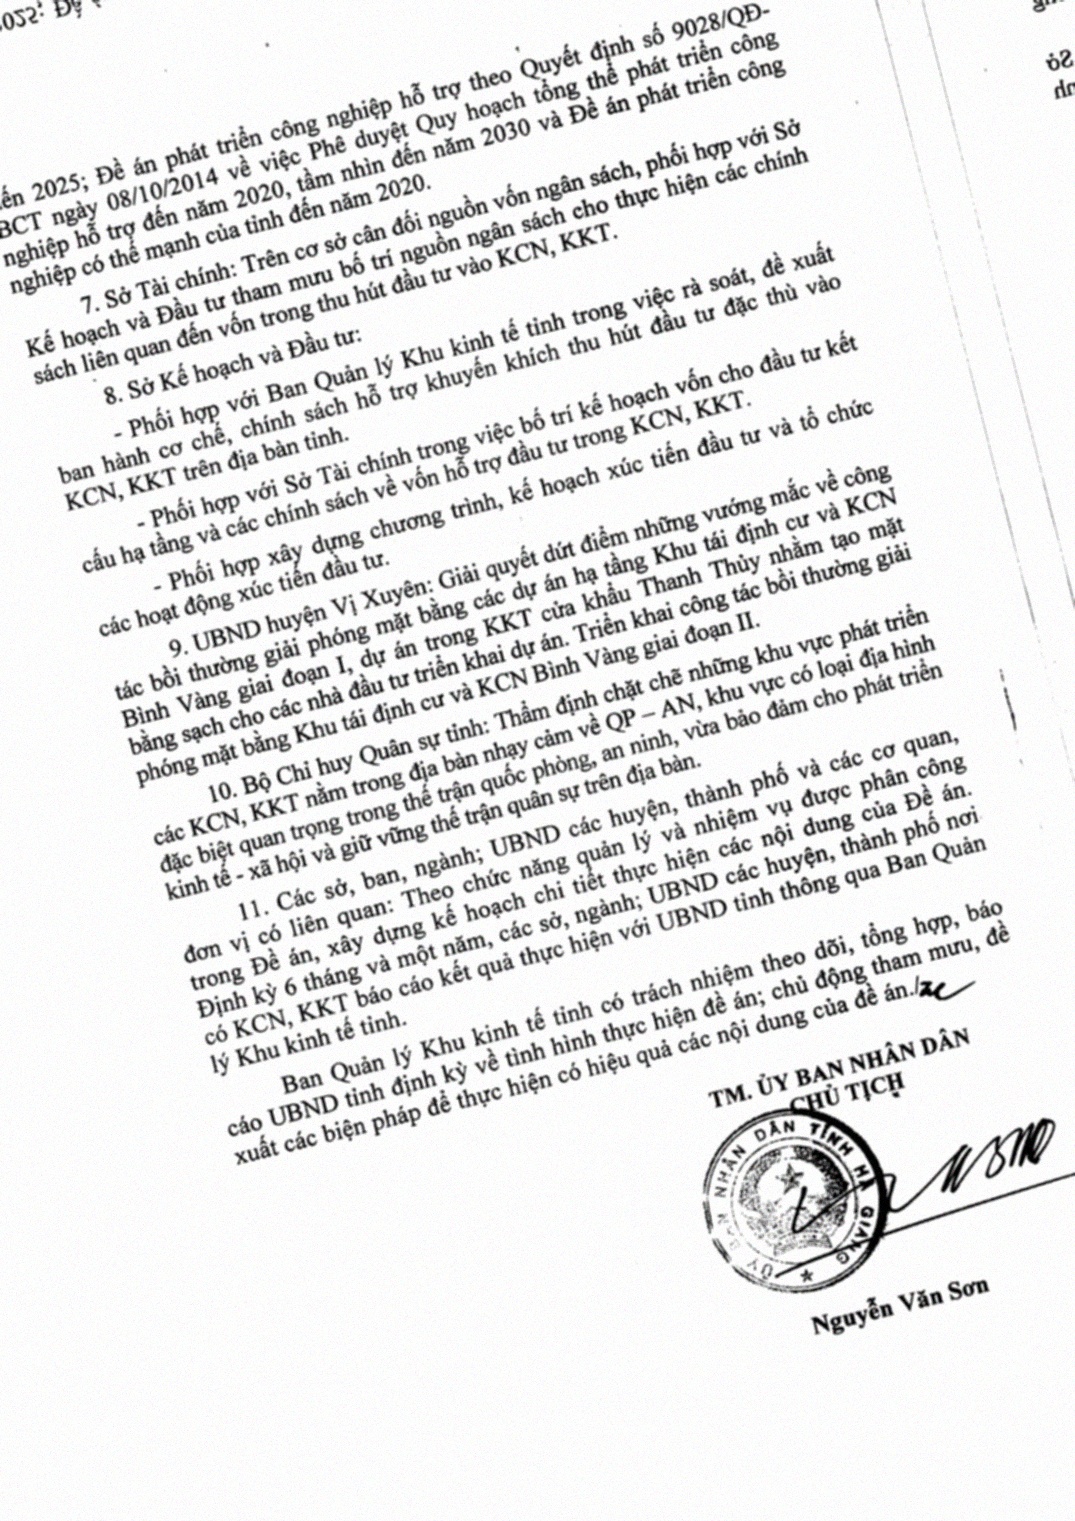 đến 2025; Đề án phát triển công nghiệp hỗ trợ theo Quyết định số 9028/QĐ-
BCT ngày 08/10/2014 về việc Phê duyệt Quy hoạch tổng thể phát triển công
nghiệp hỗ trợ đến năm 2020, tầm nhìn đến năm 2030 và Đề án phát triển công
nghiệp có thế mạnh của tỉnh đến năm 2020.
7. Sở Tài chính: Trên cơ sở cân đối nguồn vốn ngân sách, phối hợp với Sở
Kế hoạch và Đầu tư tham mưu bố trí nguồn ngân sách cho thực hiện các chính
sách liên quan đến vốn trong thu hút đầu tư vào KCN, KKT.
8. Sở Kế hoạch và Đầu tư:
- Phối hợp với Ban Quản lý Khu kinh tế tỉnh trong việc rà soát, đề xuất
ban hành cơ chế, chính sách hỗ trợ khuyến khích thu hút đầu tư đặc thù vào
KCN, KKT trên địa bàn tỉnh.
- Phối hợp với Sở Tài chính trong việc bố trí kế hoạch vốn cho đầu tư kết
cấu hạ tầng và các chính sách về vốn hỗ trợ đầu tư trong KCN, KKT.
- Phối hợp xây dựng chương trình, kế hoạch xúc tiến đầu tư và tổ chức
các hoạt động xúc tiến đầu tư.
9. UBND huyện Vị Xuyên: Giải quyết dứt điểm những vướng mắc về công
tác bồi thường giải phóng mặt bằng các dự án hạ tầng Khu tái định cư và KCN
Bình Vàng giai đoạn I, dự án trong KKT cửa khẩu Thanh Thủy nhằm tạo mặt
bằng sạch cho các nhà đầu tư triển khai dự án. Triển khai công tác bồi thường giải
phóng mặt bằng Khu tái định cư và KCN Bình Vàng giai đoạn II.
10. Bộ Chỉ huy Quân sự tỉnh: Thẩm định chặt chẽ những khu vực phát triển
các KCN, KKT nằm trong địa bàn nhạy cảm về QP – AN, khu vực có loại địa hình
đặc biệt quan trọng trong thế trận quốc phòng, an ninh, vừa bảo đảm cho phát triển
kinh tế - xã hội và giữ vững thế trận quân sự trên địa bàn.
11. Các sở, ban, ngành; UBND các huyện, thành phố và các cơ quan,
đơn vị có liên quan: Theo chức năng quản lý và nhiệm vụ được phân công
trong Đề án, xây dựng kế hoạch chi tiết thực hiện các nội dung của Đề án.
Định kỳ 6 tháng và một năm, các sở, ngành; UBND các huyện, thành phố nơi
có KCN, KKT báo cáo kết quả thực hiện với UBND tỉnh thông qua Ban Quản
lý Khu kinh tế tỉnh.
Ban Quản lý Khu kinh tế tỉnh có trách nhiệm theo dõi, tổng hợp, báo
cáo UBND tỉnh định kỳ về tình hình thực hiện đề án; chủ động tham mưu, đề
xuất các biện pháp để thực hiện có hiệu quả các nội dung của đề án./.
TM. ỦY BAN NHÂN DÂN
CHỦ TỊCH
ỦY BAN NHÂN DÂN TỈNH HÀ GIANG
Nguyễn Văn Sơn